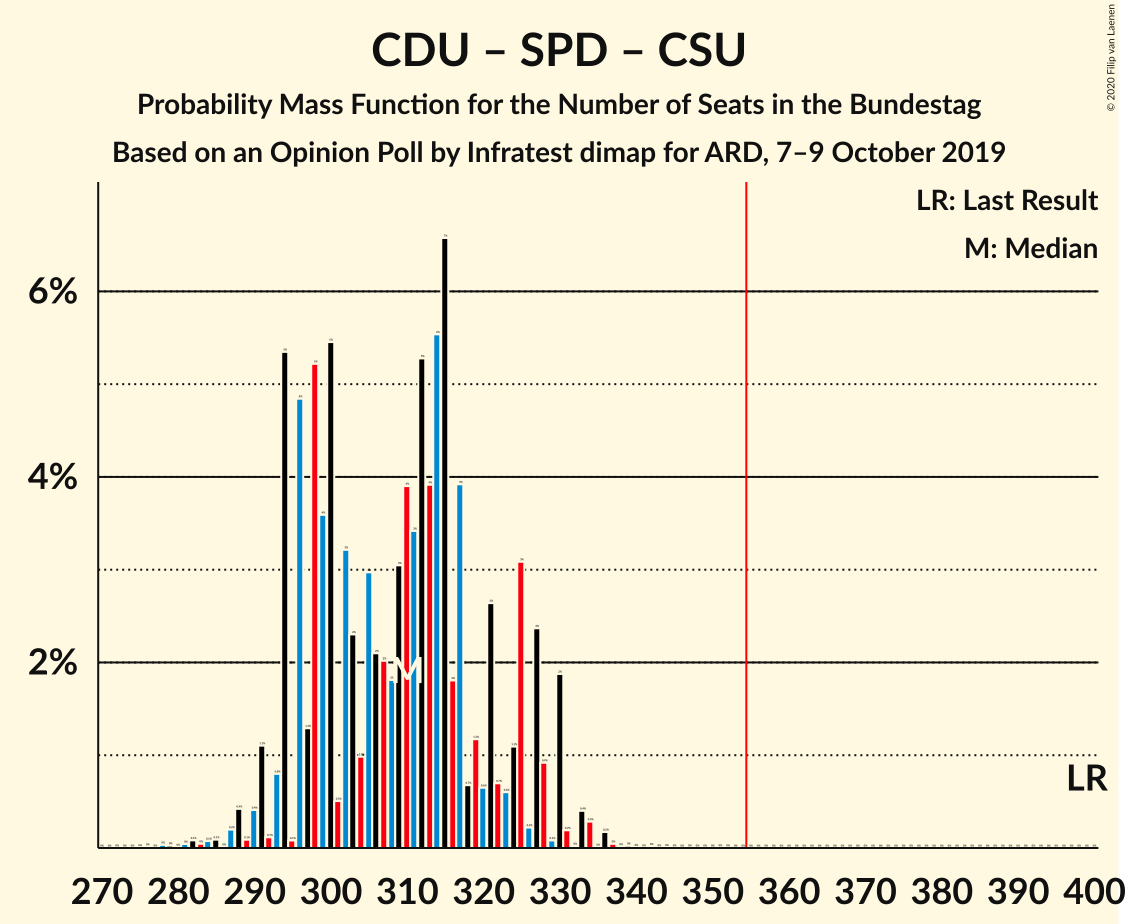 CDU – SPD – CSU
Probability Mass Function for the Number of Seats in the Bundestag
Based on an Opinion Poll by Infratest dimap for ARD, 7–9 October 2019
© 2020 Filip van Laenen
LR: Last Result
M: Median
6%
4%
2%
M
LR
270 280 290 300 310 320 330 340 350 360 370 380 390 400